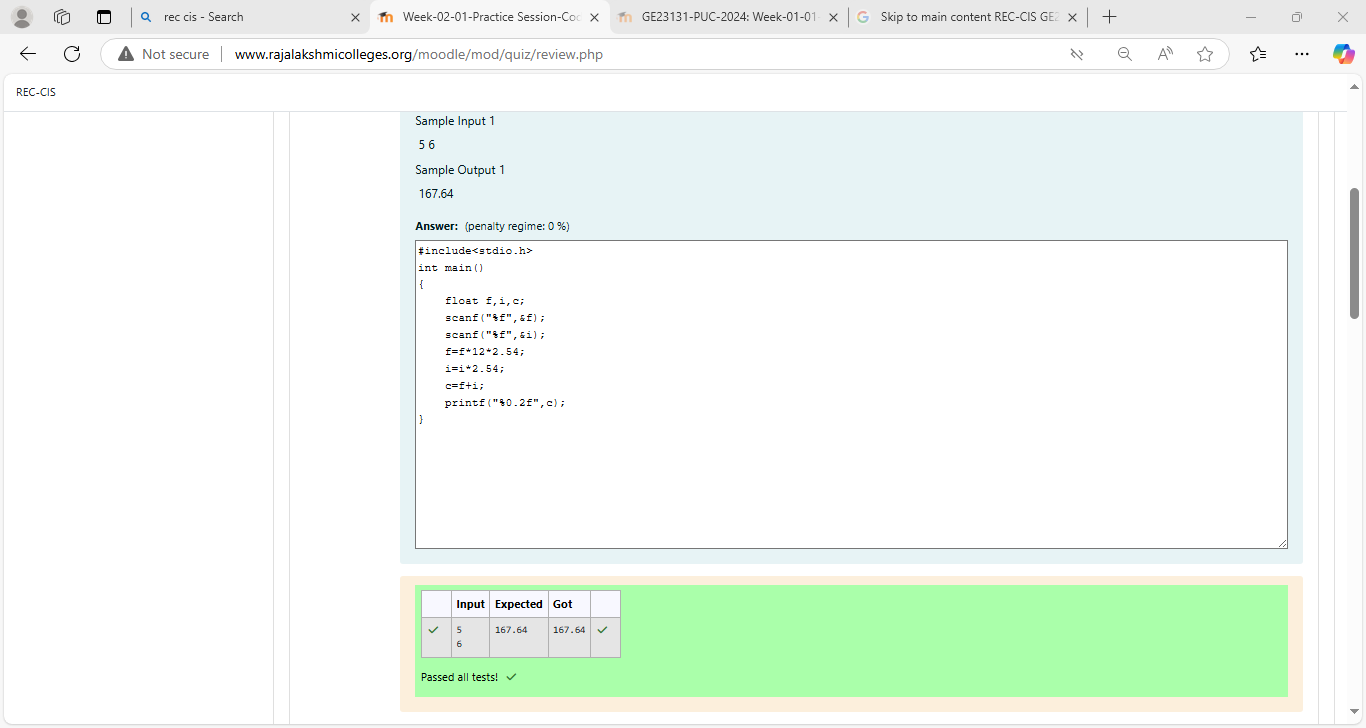 rec cis - Search
Week-02-01-Practice Session-Coc
GE23131-PUC-2024: Week-01-01
Skip to main content REC-CIS GE2
Not secure
www.rajalakshmicolleges.org/moodle/mod/quiz/review.php
REC-CIS
Sample Input 1
5 6
Sample Output 1
167.64
Answer: (penalty regime: 0 %)
#include<stdio.h>
int main()
{
    float f,i,c;
    scanf("%f",&f);
    scanf("%f",&i);
    f=f*12*2.54;
    i=i*2.54;
    c=f+i;
    printf("%0.2f",c);
}
Input Expected Got
5 167.64 167.64
6
Passed all tests!